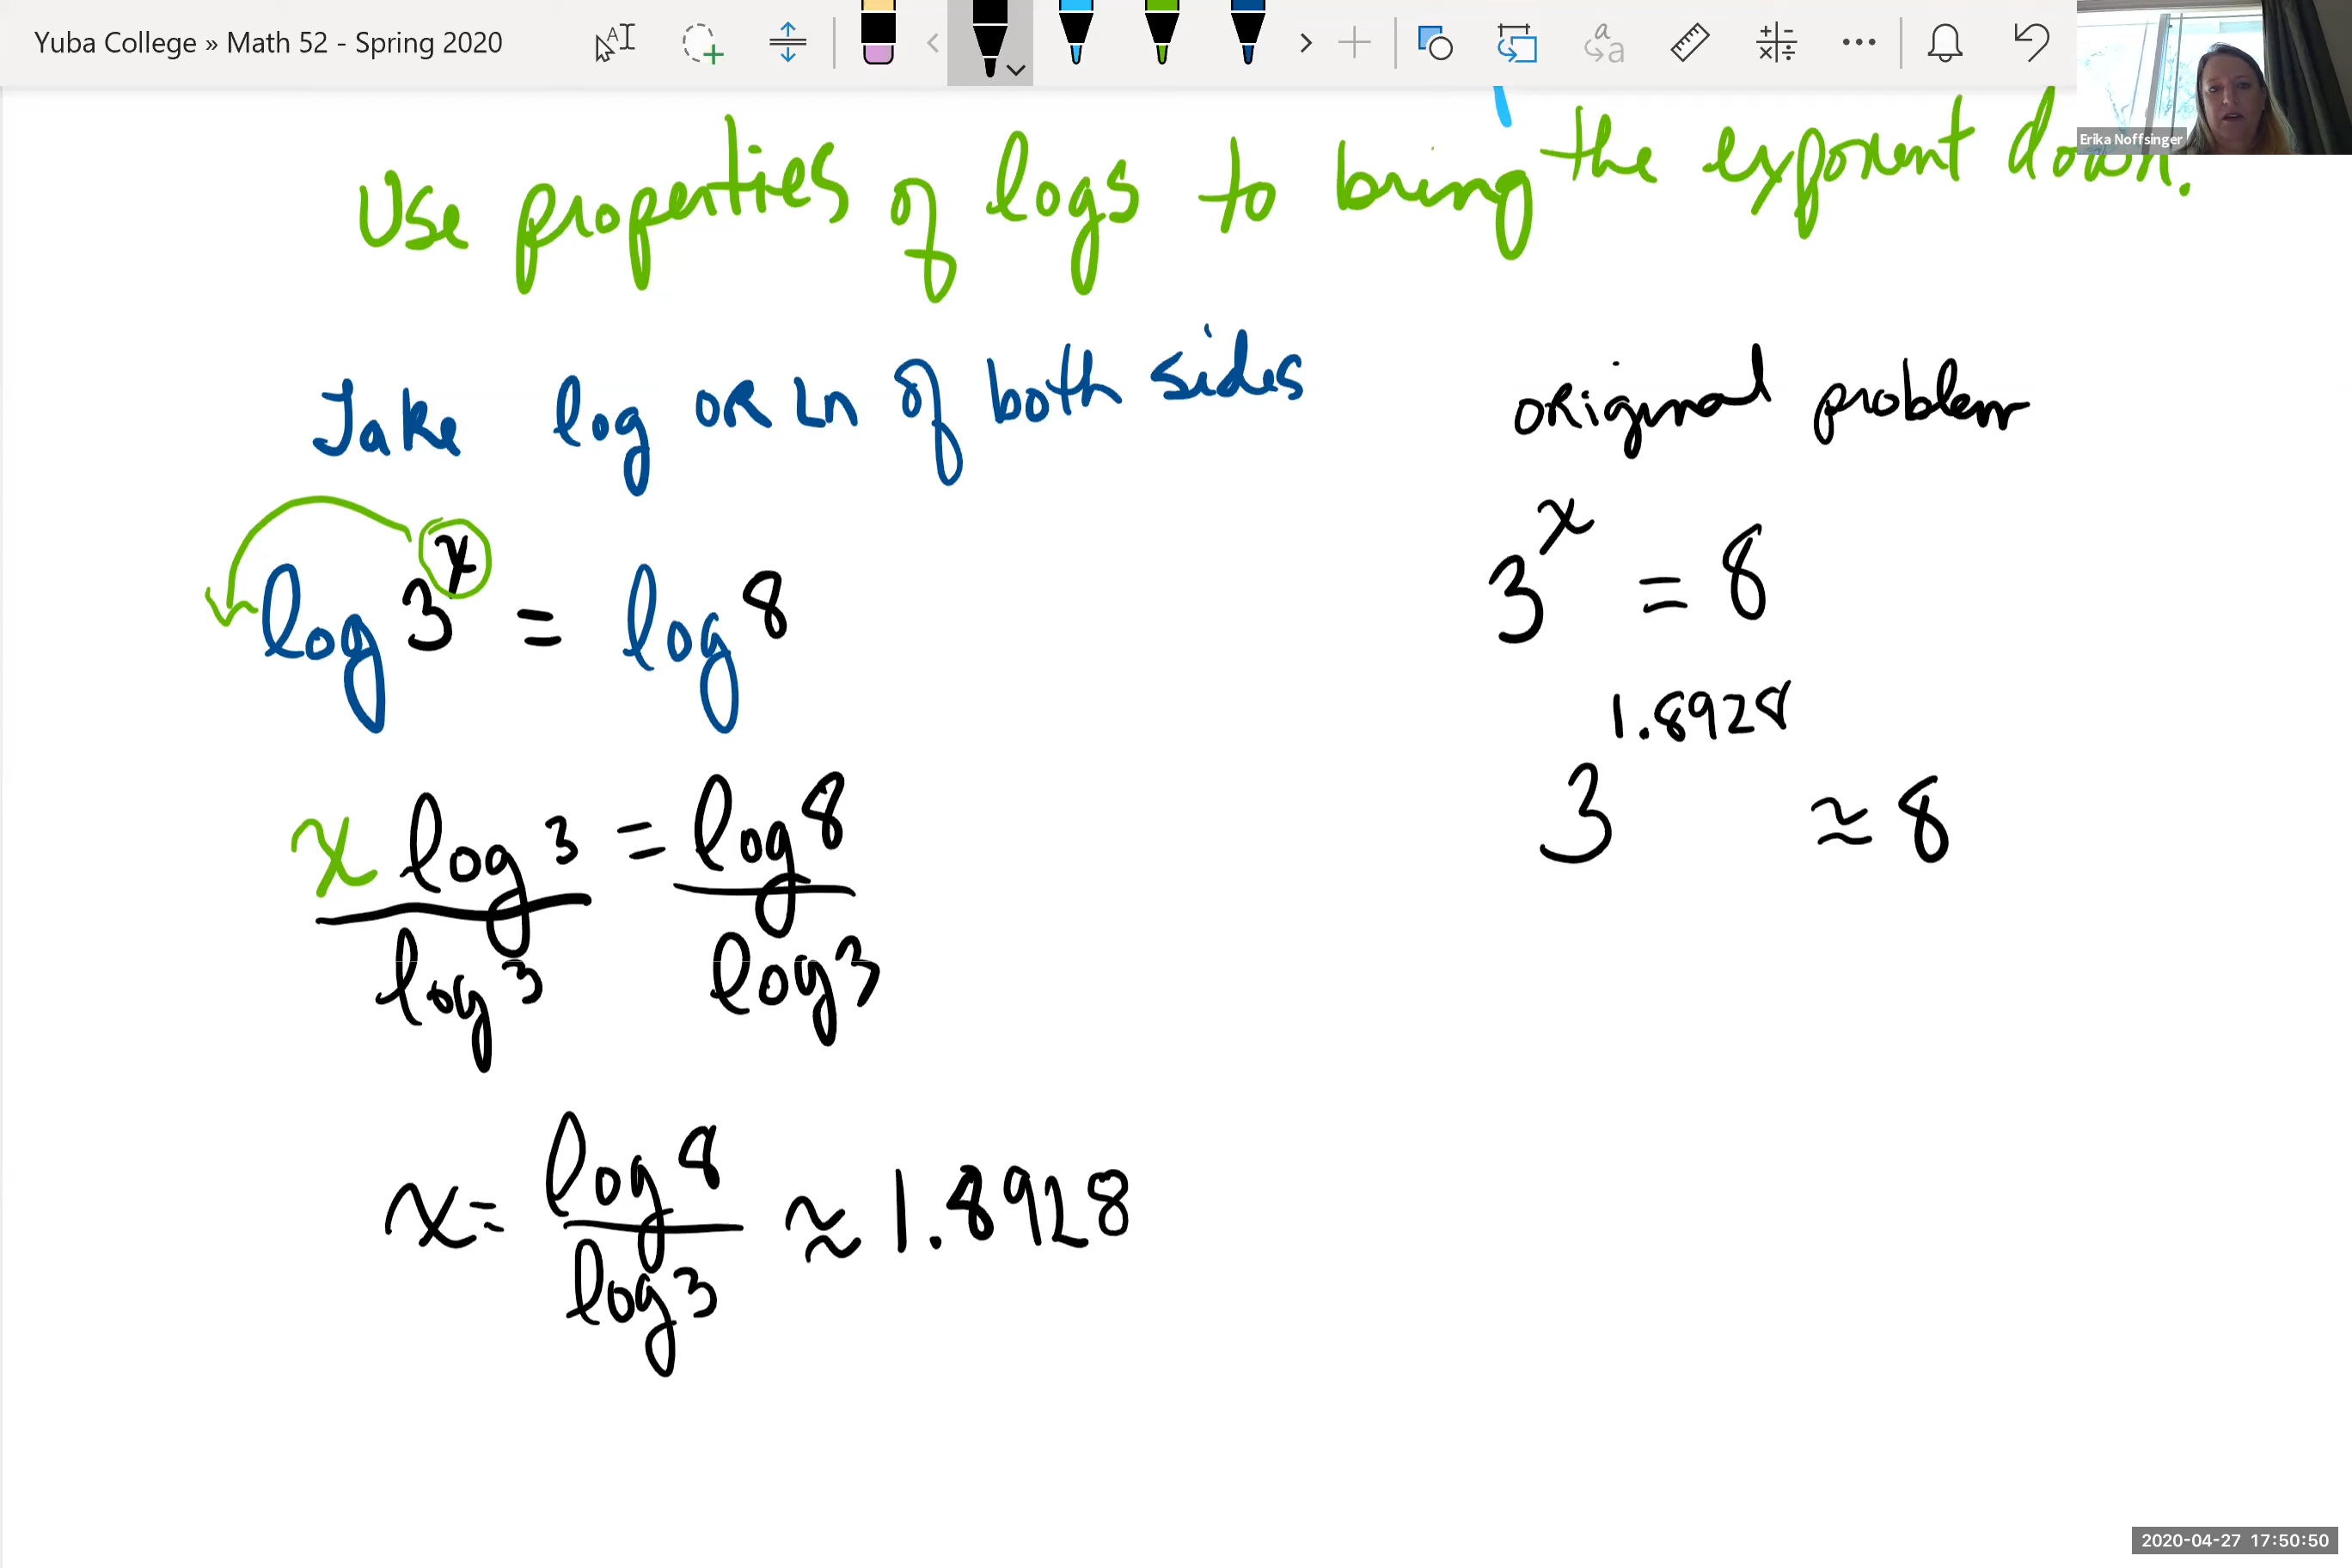 Yuba College » Math 52 - Spring 2020
Erika Noffsinger
Use properties of logs to bring the exponent down.
Take log OR Ln of both sides
original problem
log 3^x = log 8
3^x = 8
x log 3 / log 3 = log 8 / log 3
3^1.8928 ≈ 8
x = log 8 / log 3 ≈ 1.8928
2020-04-27 17:50:50